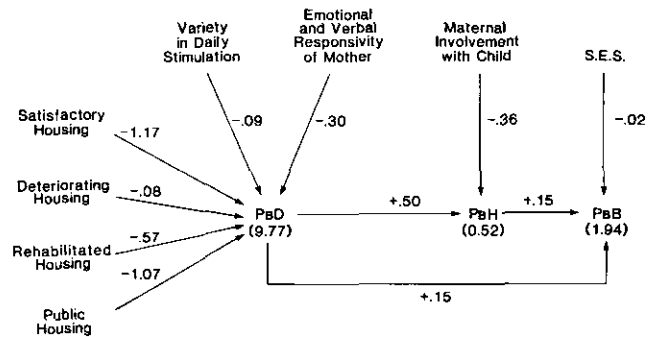 Variety
in Daily
Stimulation
Emotional
and Verbal
Responsivity
of Mother
Maternal
Involvement
with Child
S.E.S.
-.09
-.30
-.36
-.02
Satisfactory
Housing
-1.17
Deteriorating
Housing
-.08
Rehabilitated
Housing
-.57
Public
Housing
-1.07
PBD
(9.77)
+.50
PBH
(0.52)
+.15
PBB
(1.94)
+.15